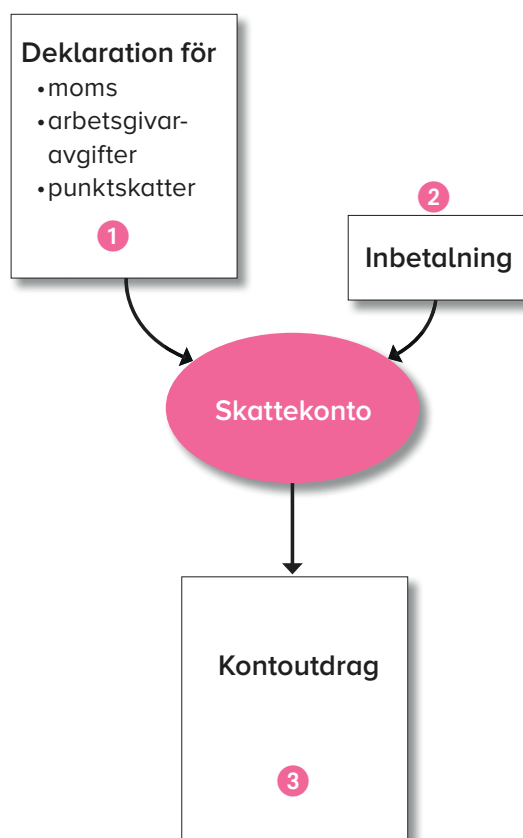 Deklaration för
•moms
•arbetsgivar-
avgifter
•punktskatter
1
2
Inbetalning
Skattekonto
Kontoutdrag
3